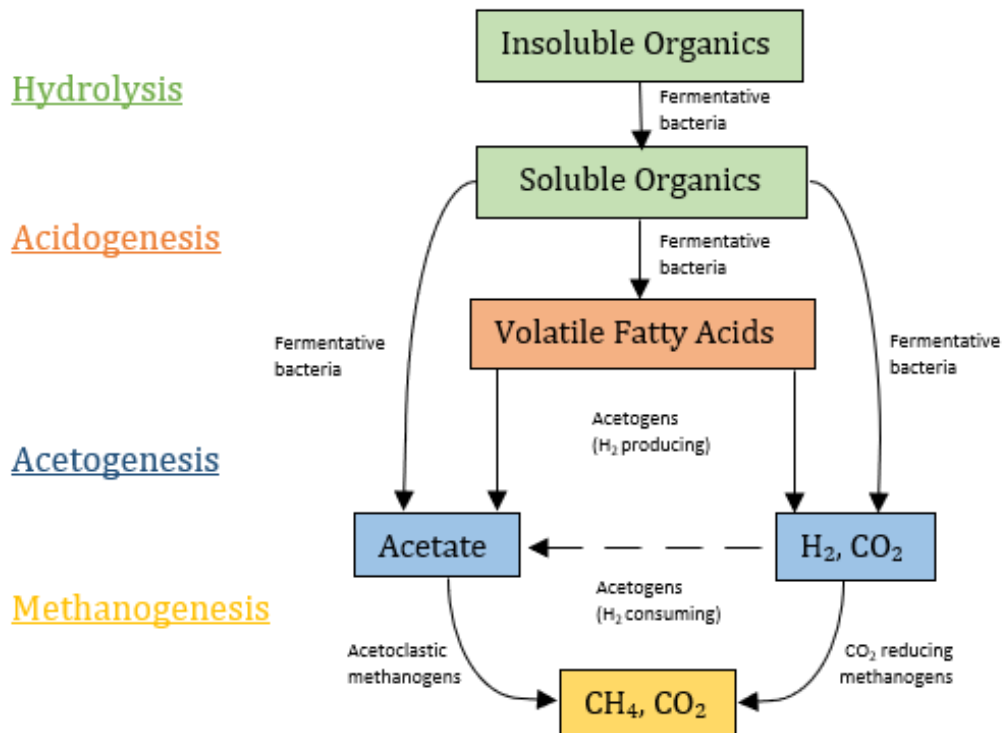 Insoluble Organics
Hydrolysis
Fermentative
bacteria
Soluble Organics
Acidogenesis
Fermentative
bacteria
Volatile Fatty Acids
Fermentative
bacteria
Fermentative
bacteria
Acetogens
(H₂ producing)
Acetogenesis
Acetate
H₂, CO₂
Acetogens
(H₂ consuming)
Methanogenesis
Acetoclastic
methanogens
CO₂ reducing
methanogens
CH₄, CO₂